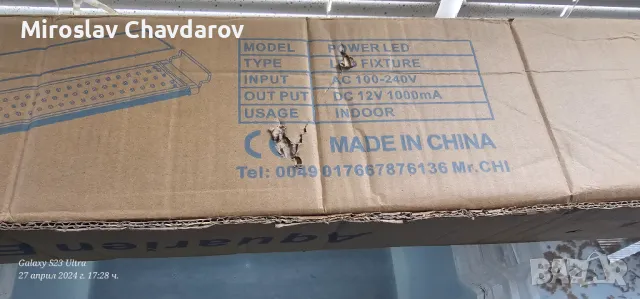 Miroslav Chavdarov
MODEL POWER LED
TYPE LED FIXTURE
INPUT AC 100-240V
OUT PUT DC 12V 1000mA
USAGE INDOOR
CE MADE IN CHINA
Tel: 0049 017667876136 Mr.CHI
Aquarien
Galaxy S23 Ultra
27 април 2024 г. 17:28 ч.
bazar